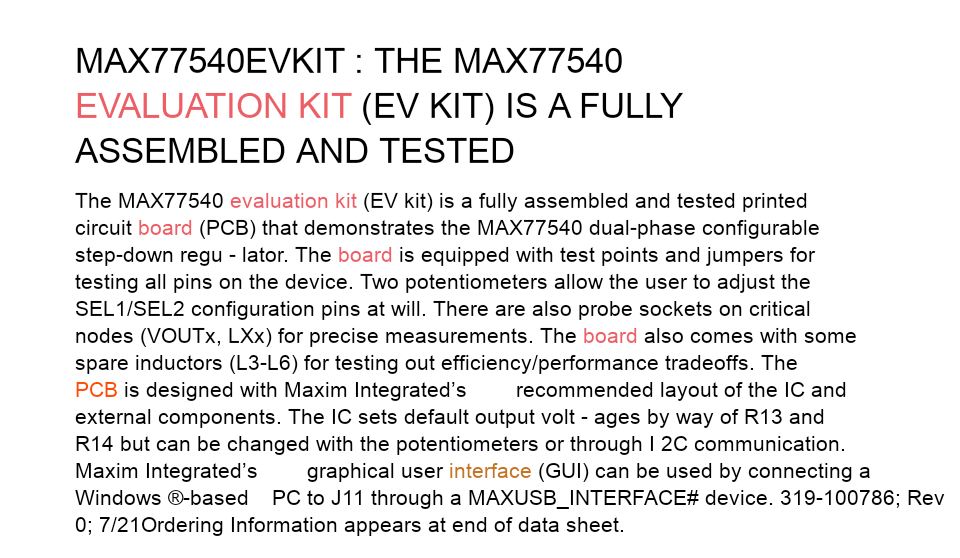 MAX77540EVKIT : THE MAX77540
EVALUATION KIT (EV KIT) IS A FULLY
ASSEMBLED AND TESTED
The MAX77540 evaluation kit (EV kit) is a fully assembled and tested printed
circuit board (PCB) that demonstrates the MAX77540 dual-phase configurable
step-down regu - lator. The board is equipped with test points and jumpers for
testing all pins on the device. Two potentiometers allow the user to adjust the
SEL1/SEL2 configuration pins at will. There are also probe sockets on critical
nodes (VOUTx, LXx) for precise measurements. The board also comes with some
spare inductors (L3-L6) for testing out efficiency/performance tradeoffs. The
PCB is designed with Maxim Integrated’s recommended layout of the IC and
external components. The IC sets default output volt - ages by way of R13 and
R14 but can be changed with the potentiometers or through I 2C communication.
Maxim Integrated’s graphical user interface (GUI) can be used by connecting a
Windows ®-based PC to J11 through a MAXUSB_INTERFACE# device. 319-100786; Rev
0; 7/21Ordering Information appears at end of data sheet.